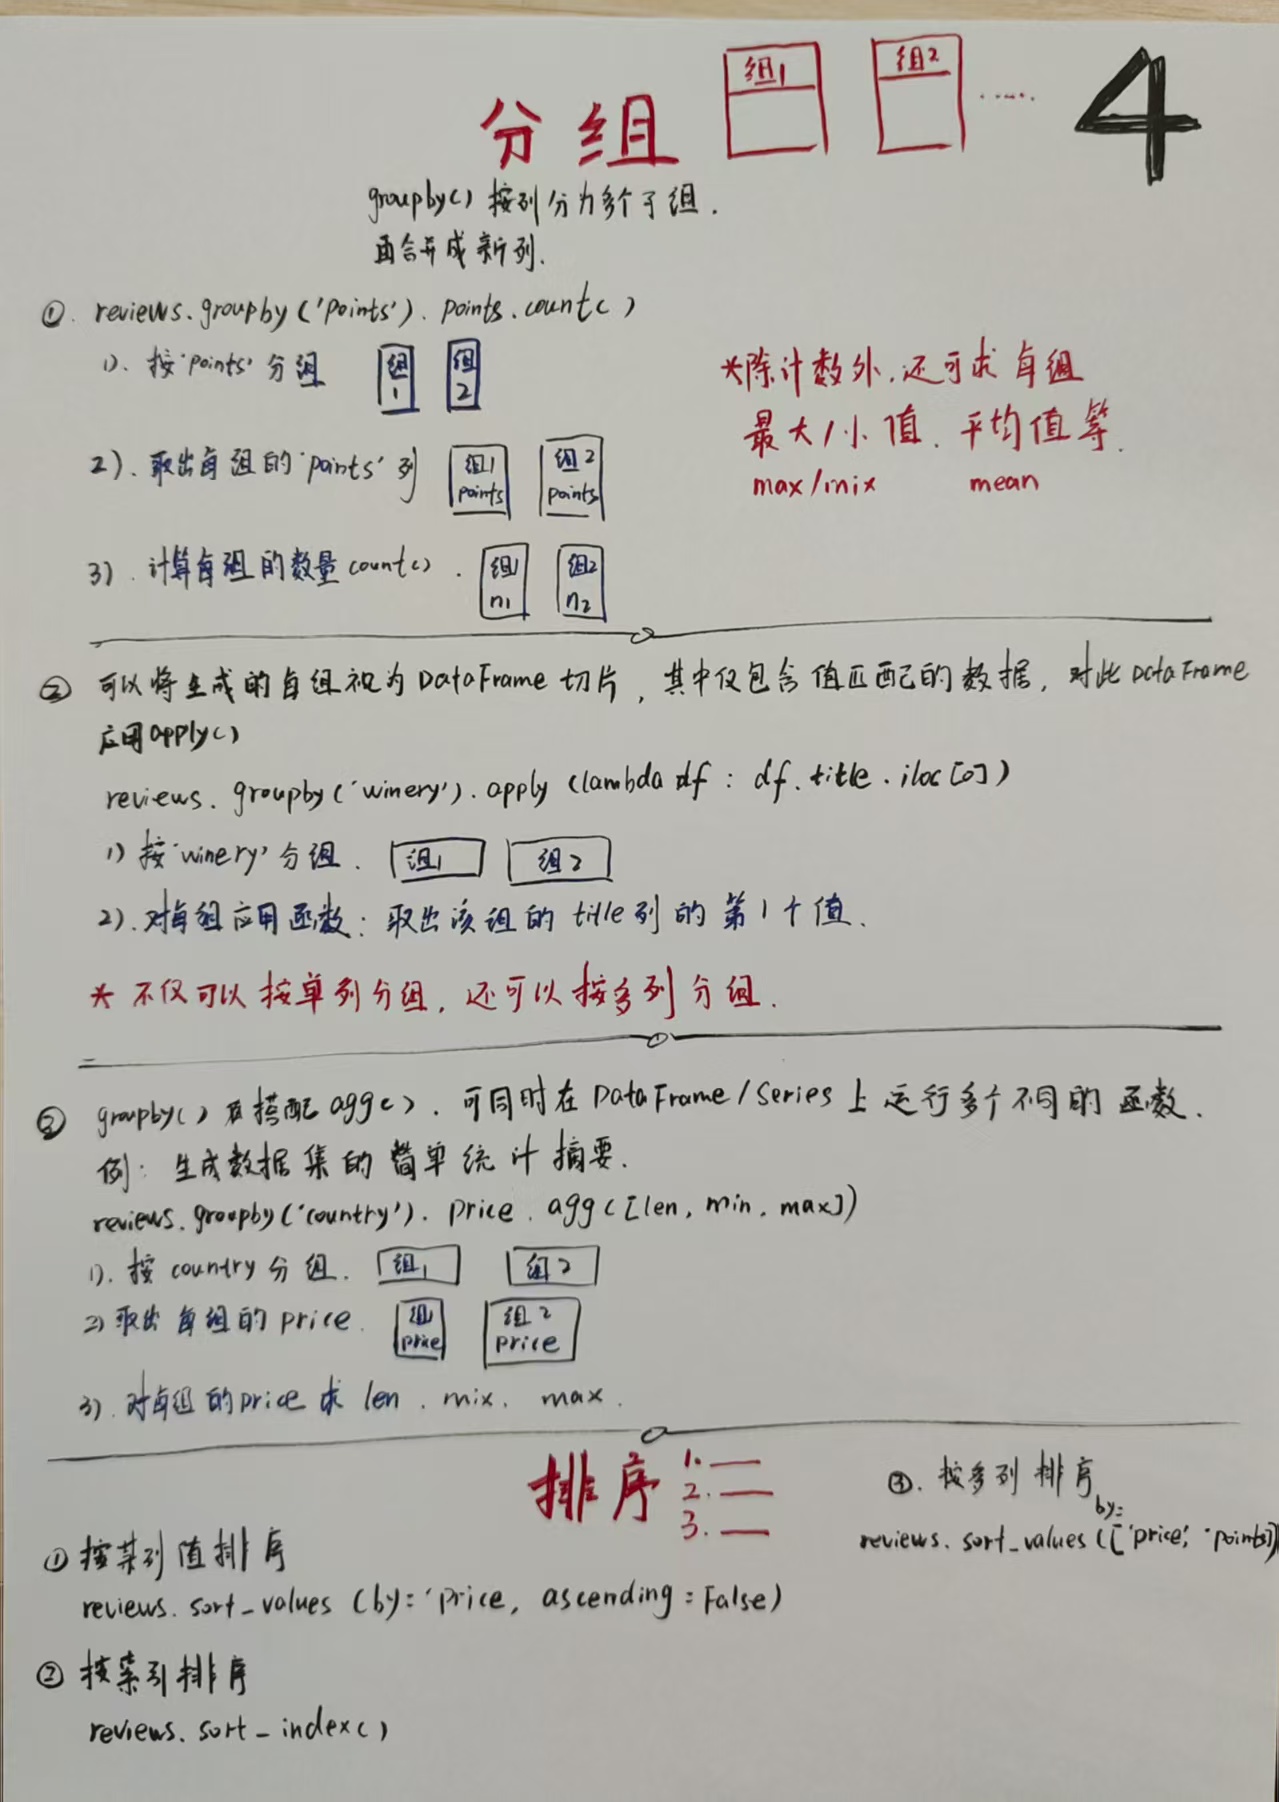 分组 组1 组2 ······ 4
groupby() 按列分为多个子组.
再合并成新列.
①. reviews.groupby('points').points.count()
1). 按'points'分组 组1 组2
*除计数外,还可求每组
最大/小值.平均值等.
max/mix mean
2).取出每组的'points'列 组1 points 组2 points
3).计算每组的数量count(). 组1 n1 组2 n2
② 可以将生成的每组视为DataFrame切片,其中仅包含值匹配的数据,对此DataFrame
应用apply()
reviews.groupby('winery').apply(lambda df: df.title.iloc[0])
1)按'winery'分组. 组1 组2
2).对每组应用函数:取出该组的title列的第1个值.
* 不仅可以按单列分组,还可以按多列分组.
③ groupby()再搭配agg().可同时在DataFrame/Series上运行多个不同的函数.
例:生成数据集的简单统计摘要.
reviews.groupby('country').price.agg([len, min, max])
1).按country分组. 组1 组2
2)取出每组的price. 组1 price 组2 price
3).对每组的price求 len.mix.max.
排序 1.— 2.— 3.—
①按某列值排序
reviews.sort_values(by='price, ascending=False)
②按索引排序
reviews.sort_index()
③.按多列排序
by=
reviews.sort_values(['price', 'points])